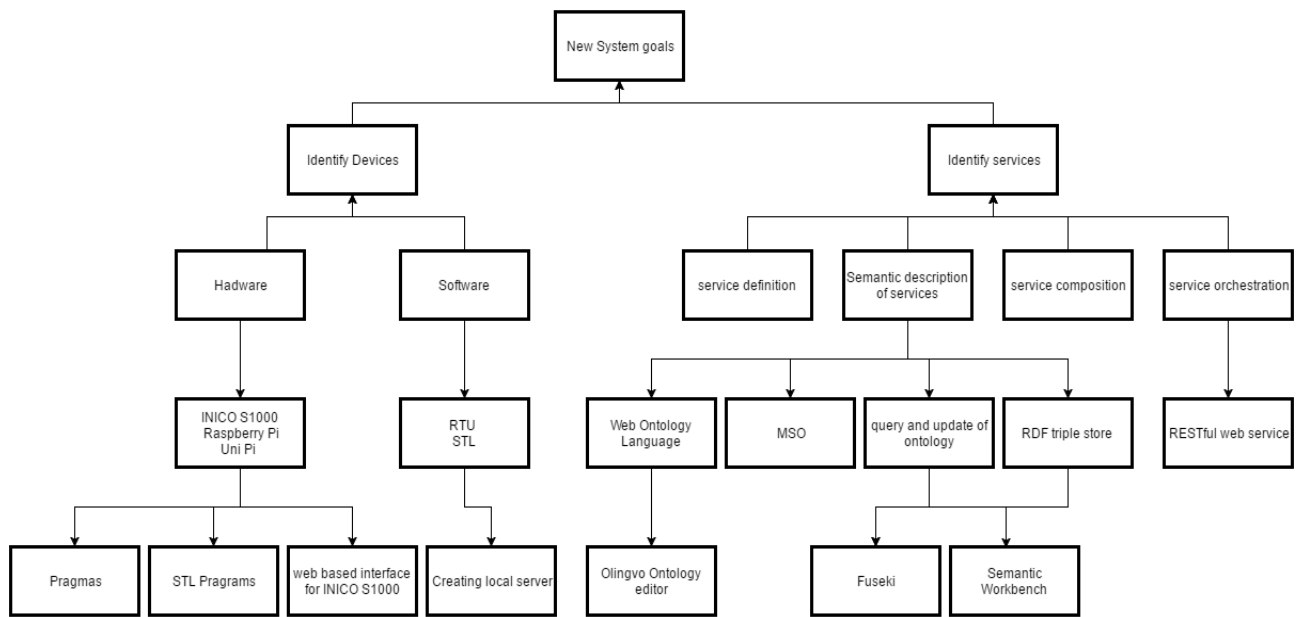 New System goals
Identify Devices
Identify services
Hadware
Software
service definition
Semantic description
of services
service composition
service orchestration
INICO S1000
Raspberry Pi
Uni Pi
RTU
STL
Web Ontology
Language
MSO
query and update of
ontology
RDF triple store
RESTful web service
Pragmas
STL Pragrams
web based interface
for INICO S1000
Creating local server
Olingvo Ontology
editor
Fuseki
Semantic
Workbench